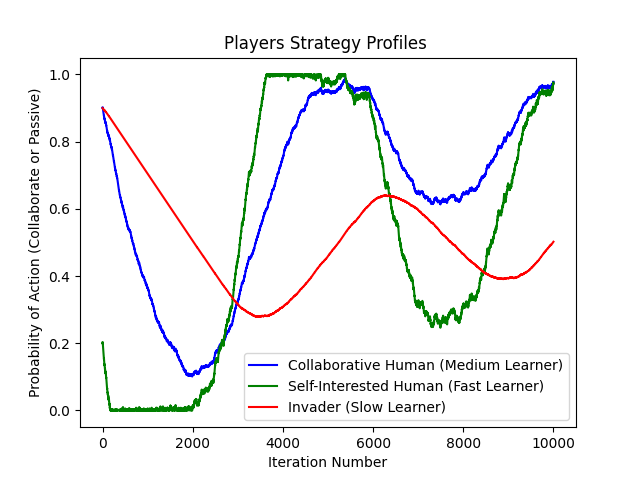 Players Strategy Profiles
Probability of Action (Collaborate or Passive)
1.0
0.8
0.6
0.4
0.2
0.0
Collaborative Human (Medium Learner)
Self-Interested Human (Fast Learner)
Invader (Slow Learner)
0 2000 4000 6000 8000 10000
Iteration Number